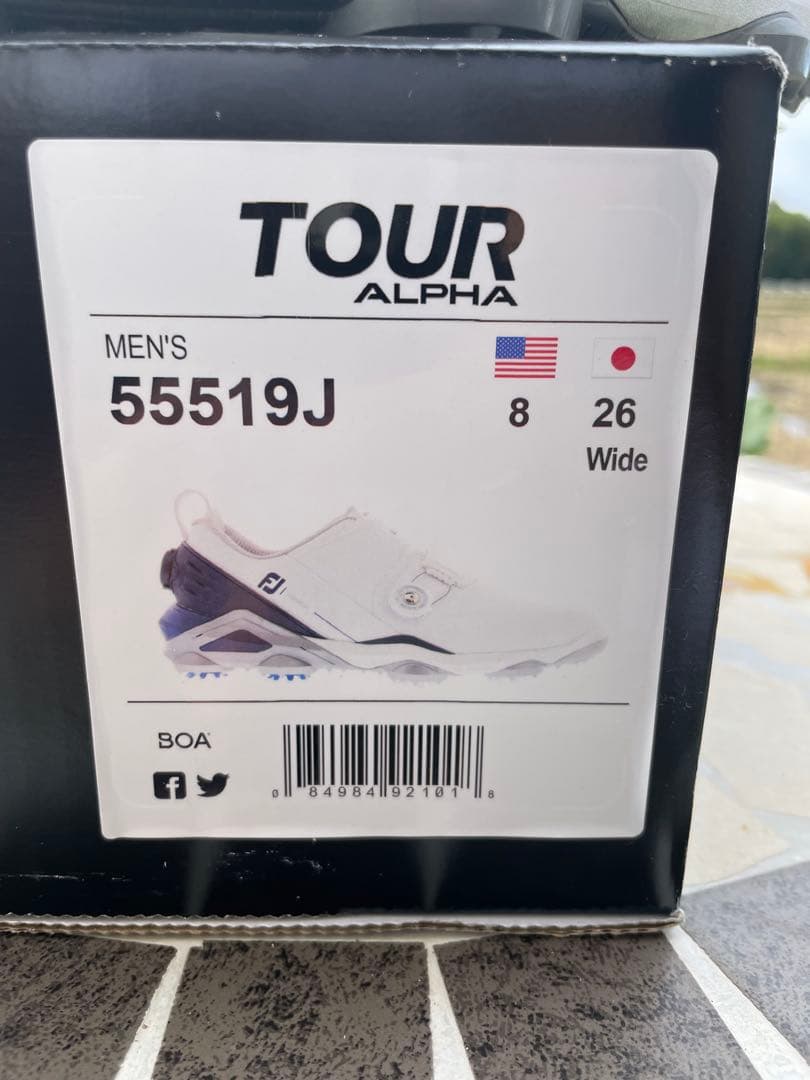 TOUR
ALPHA
MEN'S
55519J
8 26
Wide
FJ
BOA
0 84984 92101 8